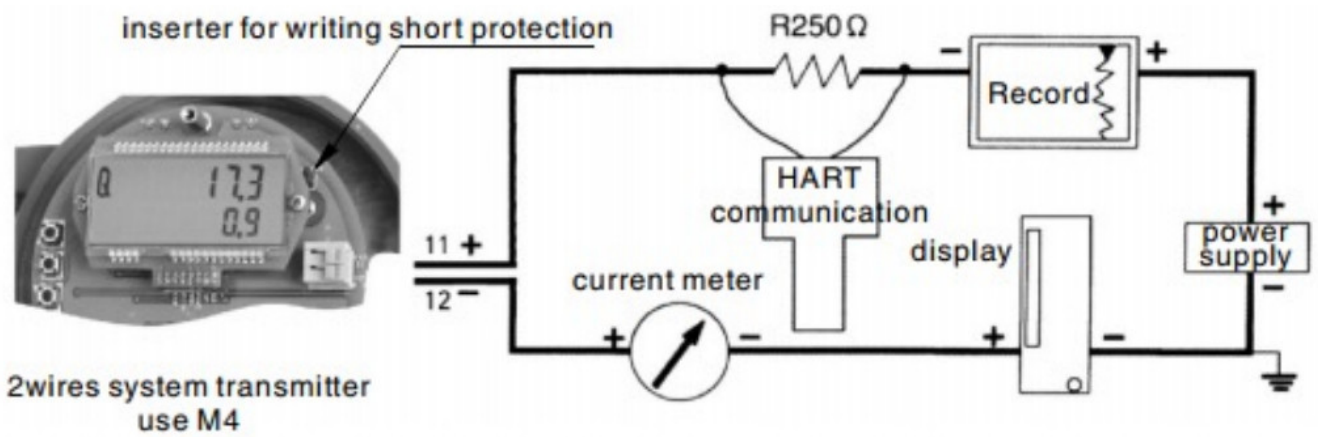 inserter for writing short protection
R250Ω
Record
HART
communication
Q 17.3
0.9
11 +
12 −
current meter
display
power
supply
2wires system transmitter
use M4